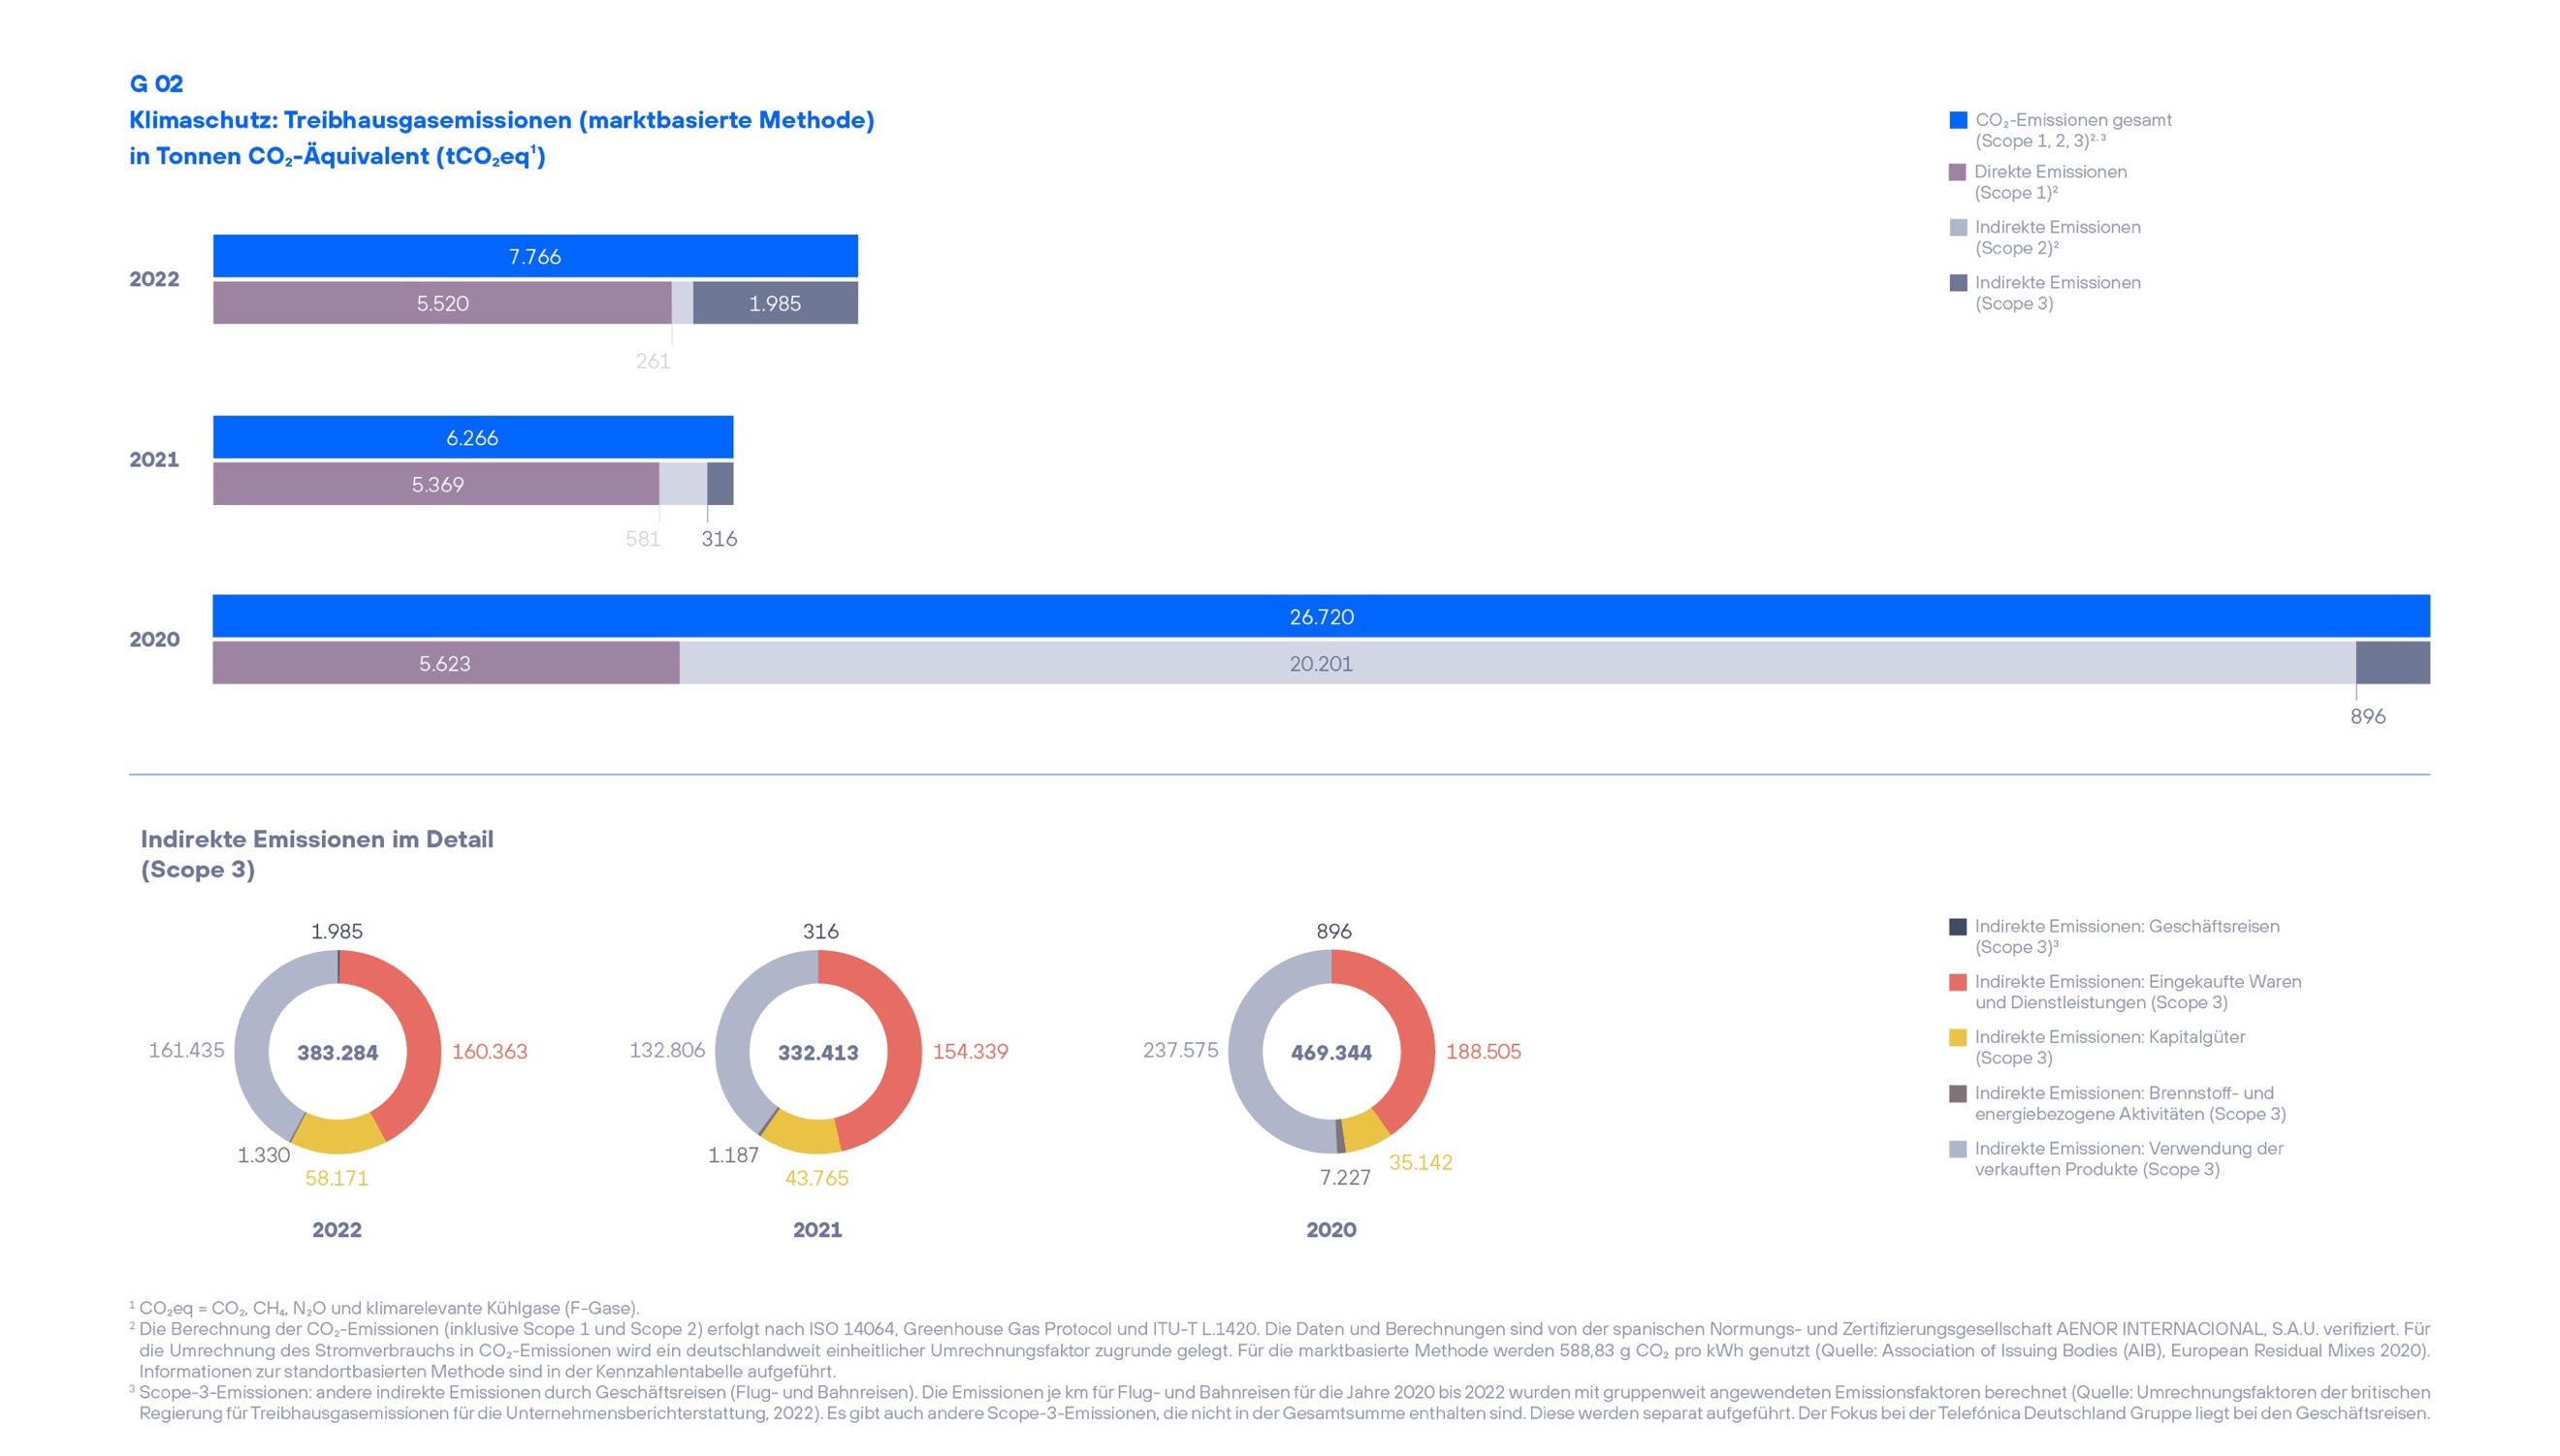 G 02
Klimaschutz: Treibhausgasemissionen (marktbasierte Methode)
in Tonnen CO₂-Äquivalent (tCO₂eq¹)
CO₂-Emissionen gesamt
(Scope 1, 2, 3)²˒³
Direkte Emissionen
(Scope 1)²
Indirekte Emissionen
(Scope 2)²
Indirekte Emissionen
(Scope 3)
2022
7.766
5.520
1.985
261
2021
6.266
5.369
581
316
2020
26.720
5.623
20.201
896
Indirekte Emissionen im Detail
(Scope 3)
1.985
161.435
383.284
160.363
1.330
58.171
2022
316
132.806
332.413
154.339
1.187
43.765
2021
896
237.575
469.344
188.505
7.227
35.142
2020
Indirekte Emissionen: Geschäftsreisen
(Scope 3)³
Indirekte Emissionen: Eingekaufte Waren
und Dienstleistungen (Scope 3)
Indirekte Emissionen: Kapitalgüter
(Scope 3)
Indirekte Emissionen: Brennstoff- und
energiebezogene Aktivitäten (Scope 3)
Indirekte Emissionen: Verwendung der
verkauften Produkte (Scope 3)
¹ CO₂eq = CO₂, CH₄, N₂O und klimarelevante Kühlgase (F-Gase).
² Die Berechnung der CO₂-Emissionen (inklusive Scope 1 und Scope 2) erfolgt nach ISO 14064, Greenhouse Gas Protocol und ITU-T L.1420. Die Daten und Berechnungen sind von der spanischen Normungs- und Zertifizierungsgesellschaft AENOR INTERNACIONAL, S.A.U. verifiziert. Für
die Umrechnung des Stromverbrauchs in CO₂-Emissionen wird ein deutschlandweit einheitlicher Umrechnungsfaktor zugrunde gelegt. Für die marktbasierte Methode werden 588,83 g CO₂ pro kWh genutzt (Quelle: Association of Issuing Bodies (AIB), European Residual Mixes 2020).
Informationen zur standortbasierten Methode sind in der Kennzahlentabelle aufgeführt.
³ Scope-3-Emissionen: andere indirekte Emissionen durch Geschäftsreisen (Flug- und Bahnreisen). Die Emissionen je km für Flug- und Bahnreisen für die Jahre 2020 bis 2022 wurden mit gruppenweit angewendeten Emissionsfaktoren berechnet (Quelle: Umrechnungsfaktoren der britischen
Regierung für Treibhausgasemissionen für die Unternehmensberichterstattung, 2022). Es gibt auch andere Scope-3-Emissionen, die nicht in der Gesamtsumme enthalten sind. Diese werden separat aufgeführt. Der Fokus bei der Telefónica Deutschland Gruppe liegt bei den Geschäftsreisen.